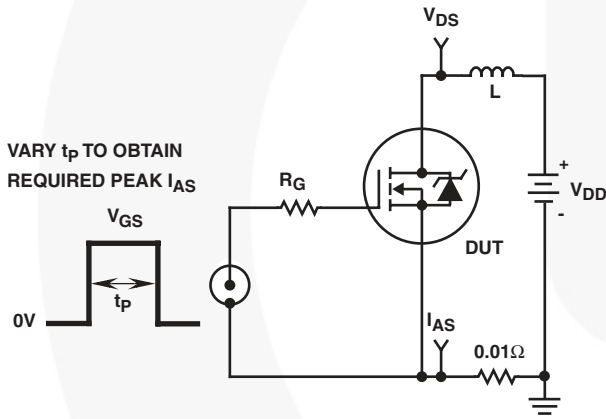 V_DS
L
VARY t_P TO OBTAIN
REQUIRED PEAK I_AS
R_G
+
V_DD
-
V_GS
DUT
t_P
0V
I_AS
0.01Ω